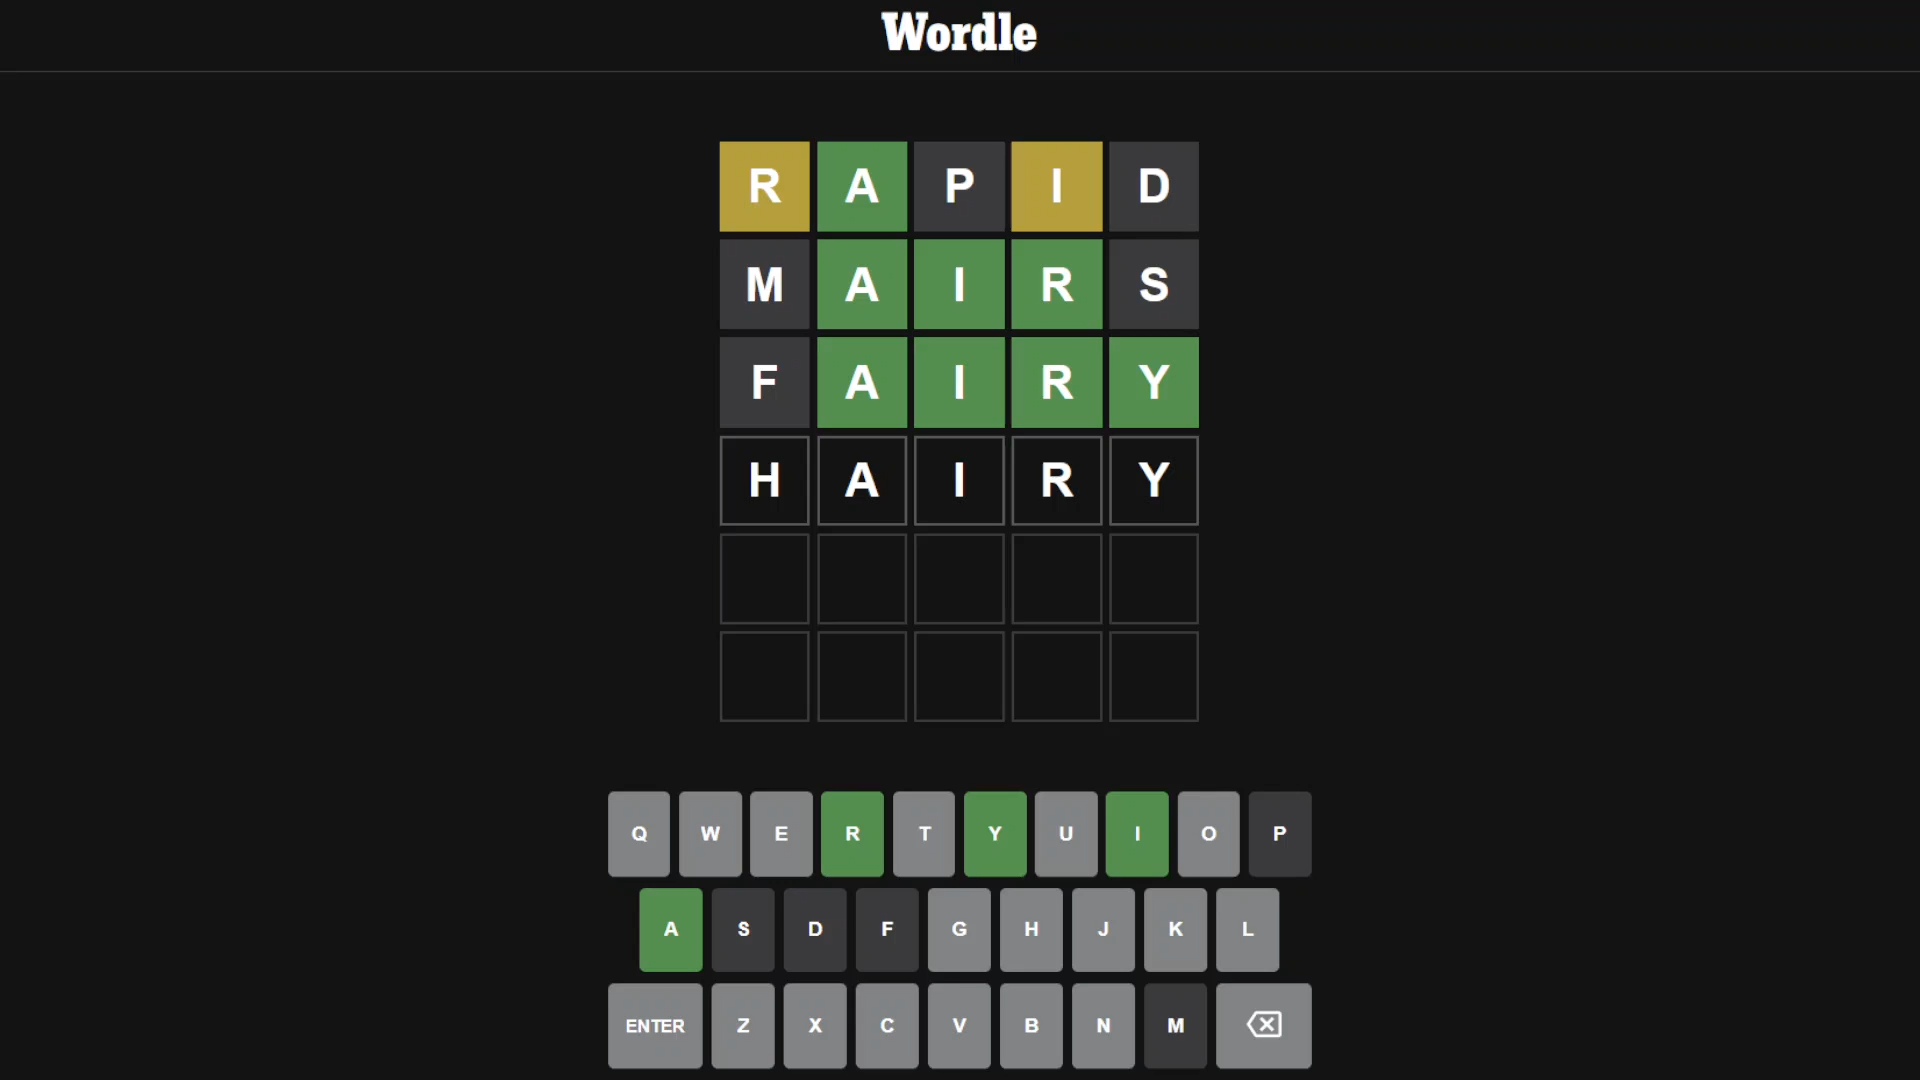 Wordle
R A P I D
M A I R S
F A I R Y
H A I R Y
Q W E R T Y U I O P
A S D F G H J K L
ENTER Z X C V B N M